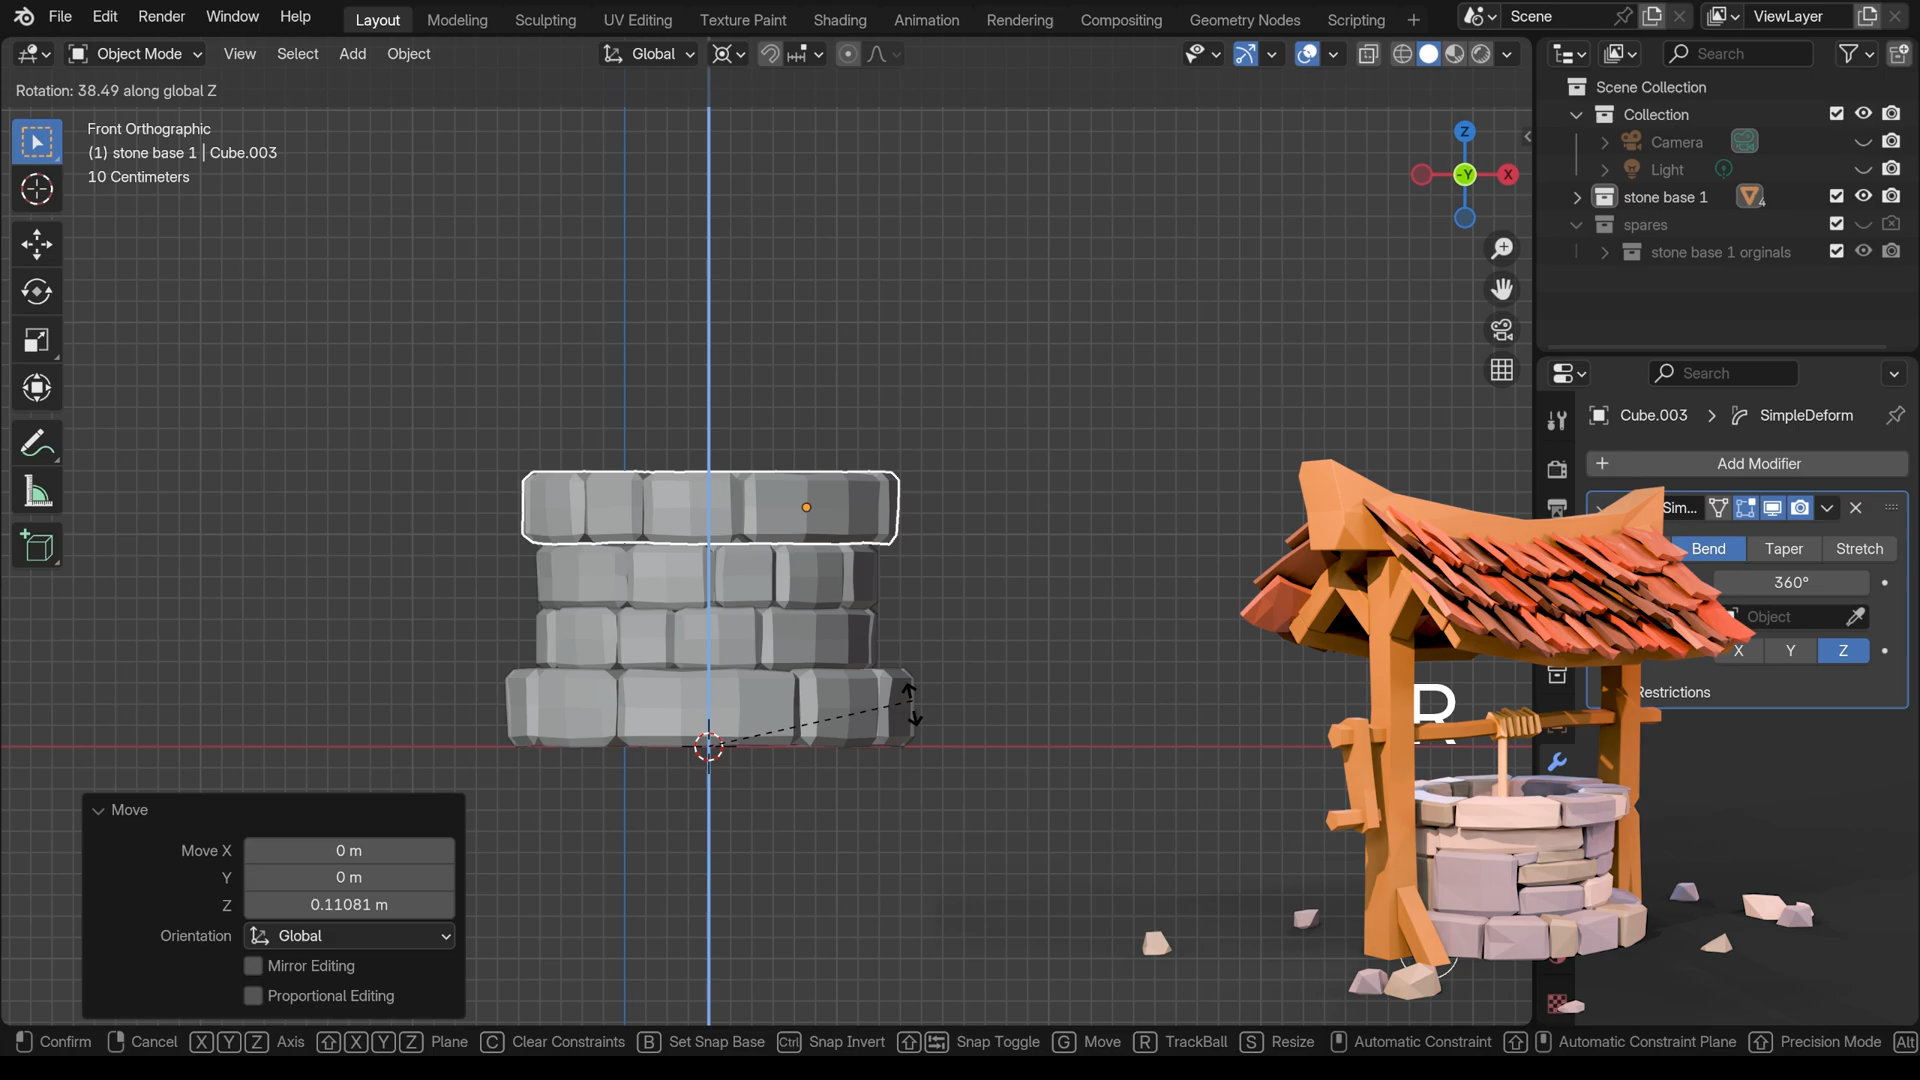 File Edit Render Window Help Layout Modeling Sculpting UV Editing Texture Paint Shading Animation Rendering Compositing Geometry Nodes Scripting + Scene ViewLayer
Object Mode View Select Add Object Global Search
Rotation: 38.49 along global Z
Front Orthographic
(1) stone base 1 | Cube.003
10 Centimeters
Z
-Y
X
Scene Collection
Collection
Camera
Light
stone base 1 4
spares
stone base 1 orginals
Search
Cube.003 > SimpleDeform
+ Add Modifier
Sim...
Bend Taper Stretch
360°
Object
X Y Z
Restrictions
R
Move
Move X 0 m
Y 0 m
Z 0.11081 m
Orientation Global
Mirror Editing
Proportional Editing
Confirm Cancel X Y Z Axis X Y Z Plane C Clear Constraints B Set Snap Base Ctrl Snap Invert Snap Toggle G Move R TrackBall S Resize Automatic Constraint Automatic Constraint Plane Precision Mode Alt